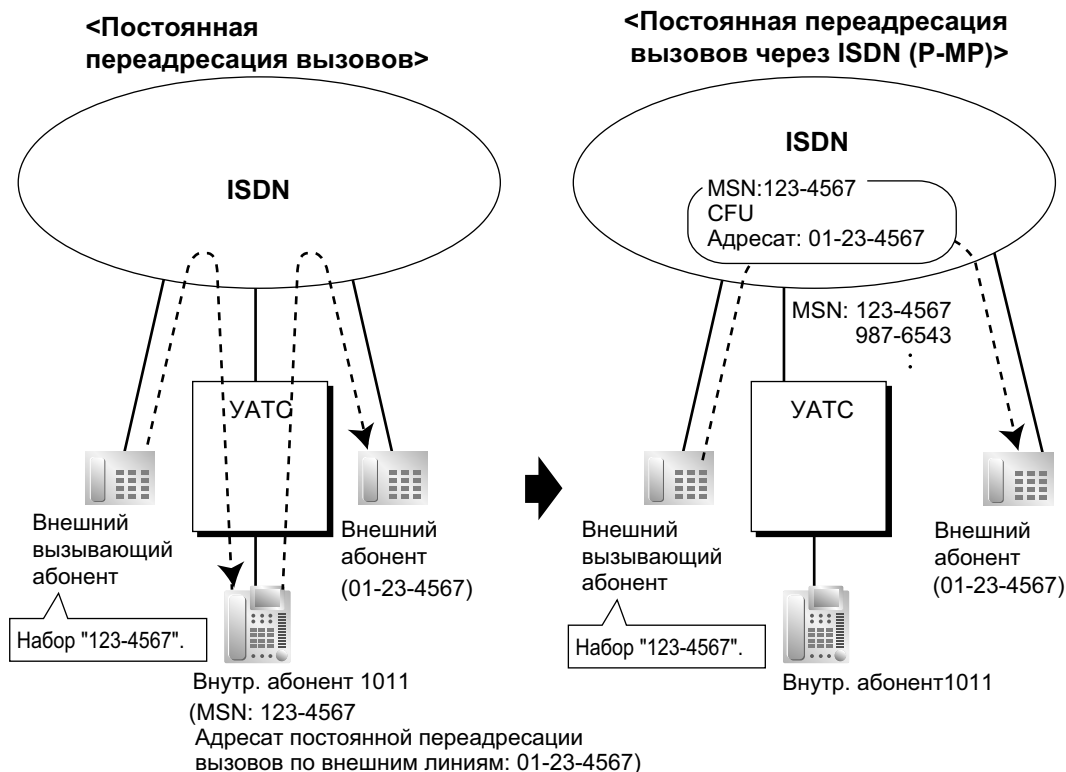 <Постоянная
переадресация вызовов>
ISDN
УАТС
Внешний
вызывающий
абонент
Набор "123-4567".
Внешний
абонент
(01-23-4567)
Внутр. абонент 1011
(MSN: 123-4567
Адресат постоянной переадресации
вызовов по внешним линиям: 01-23-4567)
<Постоянная переадресация
вызовов через ISDN (P-MP)>
ISDN
MSN:123-4567
CFU
Адресат: 01-23-4567
MSN: 123-4567
987-6543
:
УАТС
Внешний
вызывающий
абонент
Набор "123-4567".
Внешний
абонент
(01-23-4567)
Внутр. абонент1011